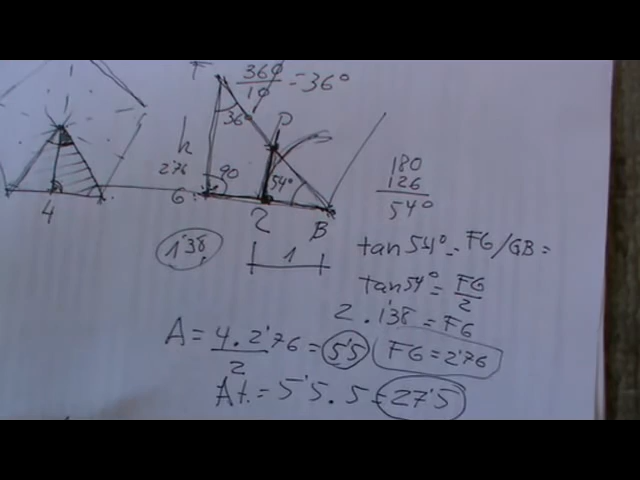 F
360/10 = 36°
36
P
h
2'76
90
54°
G
2
B
4
1'38
1
180
126
54°
tan 54° = FG/GB =
tan 54° = FG/2
2 . 1'38 = FG
A = 4 . 2'76/2 = 5'5
FG = 2'76
At. = 5'5 . 5 = 27'5